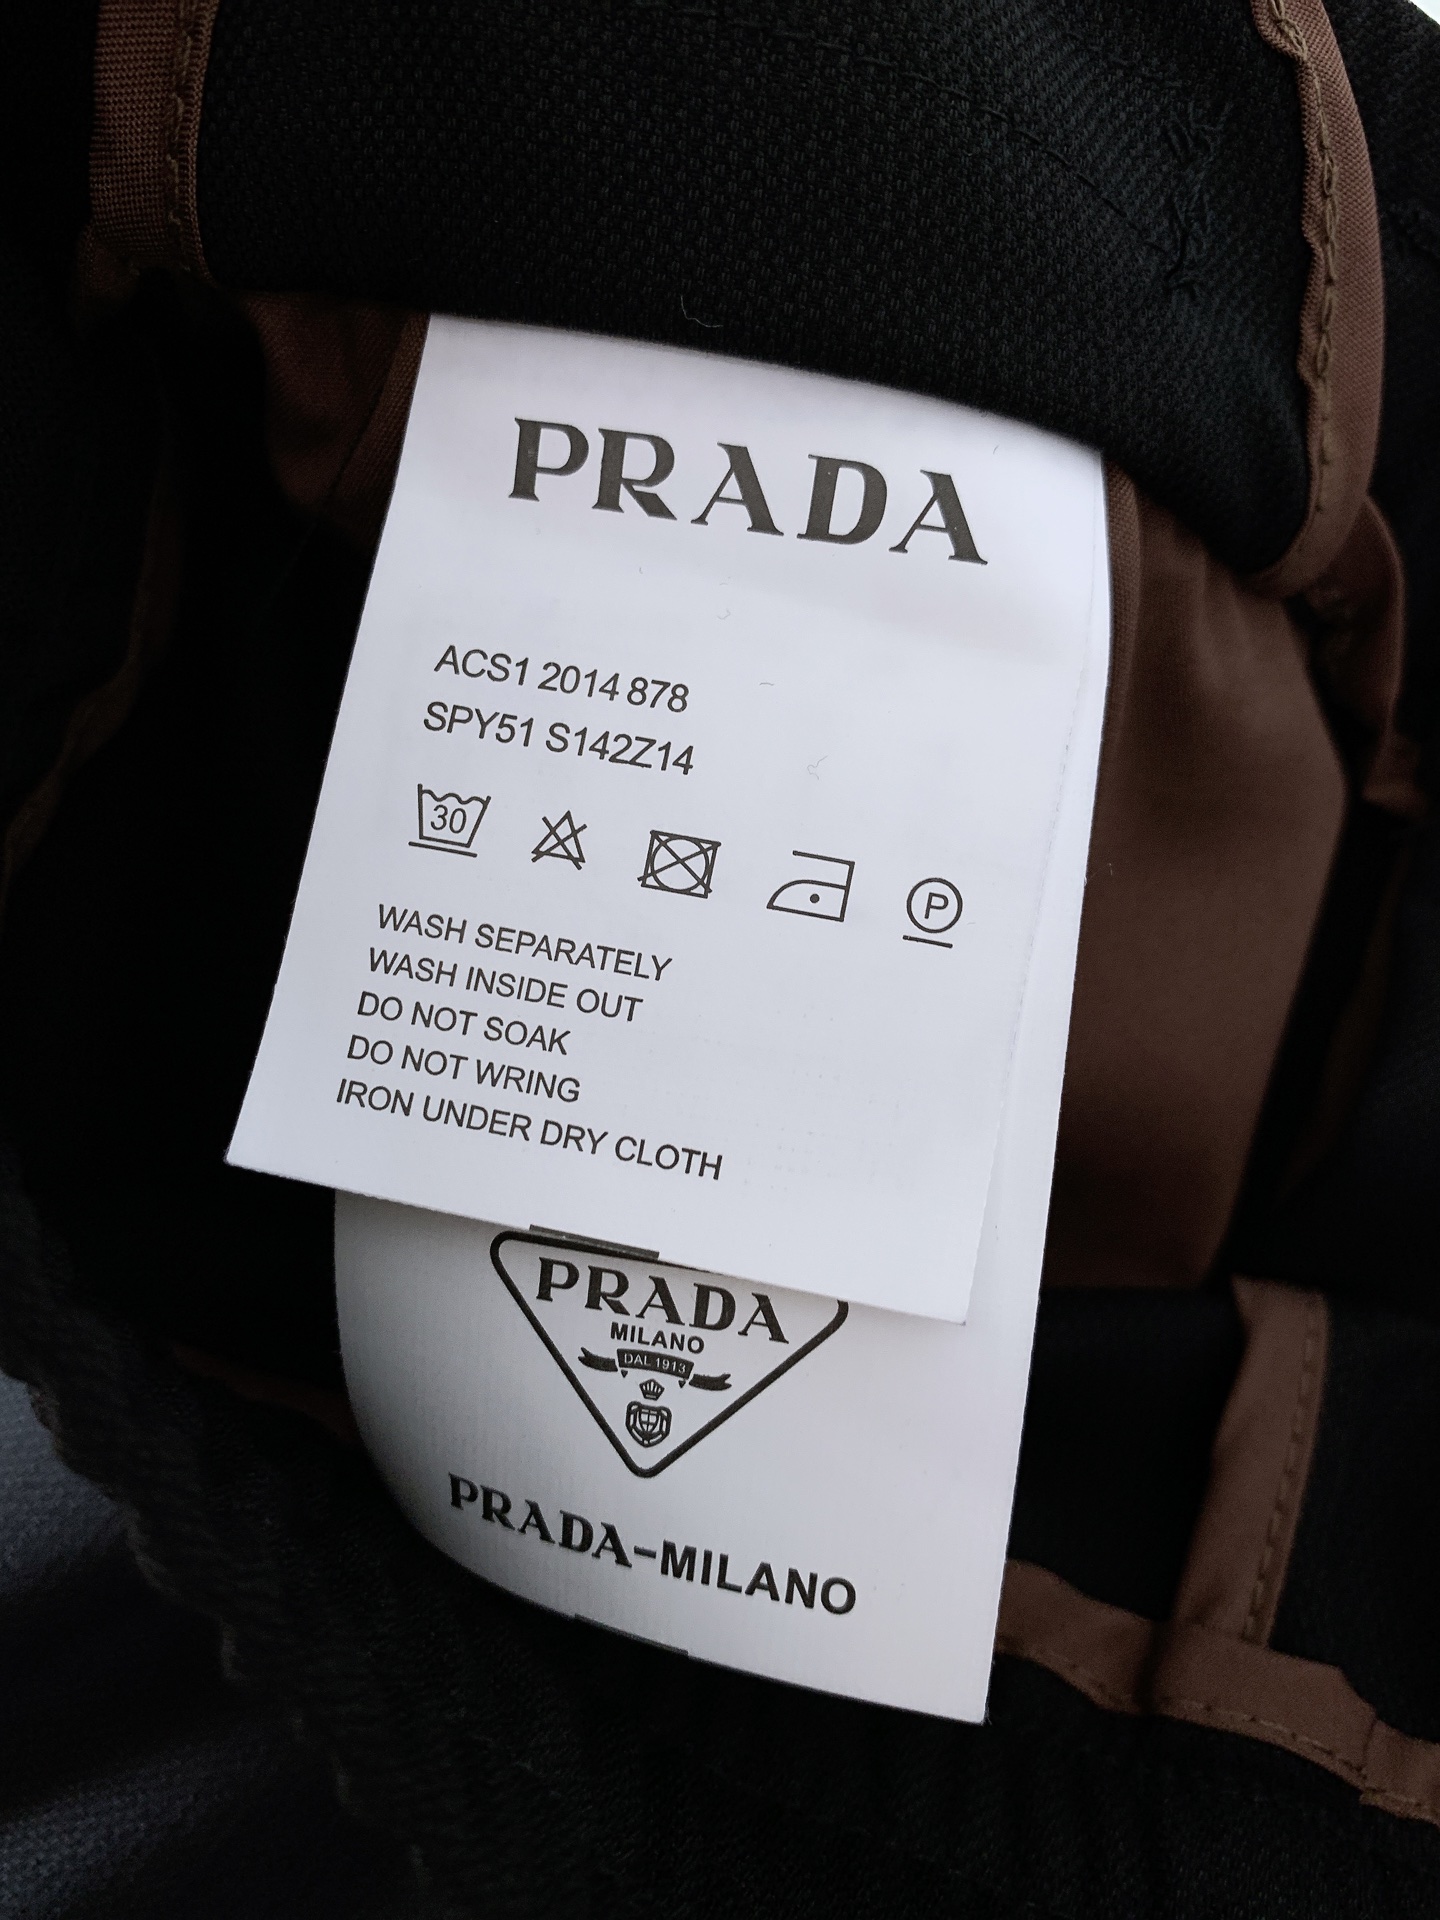 PRADA
ACS1 2014 878
SPY51 S142Z14
30
P
WASH SEPARATELY
WASH INSIDE OUT
DO NOT SOAK
DO NOT WRING
IRON UNDER DRY CLOTH
PRADA
MILANO
DAL 1913
PRADA-MILANO